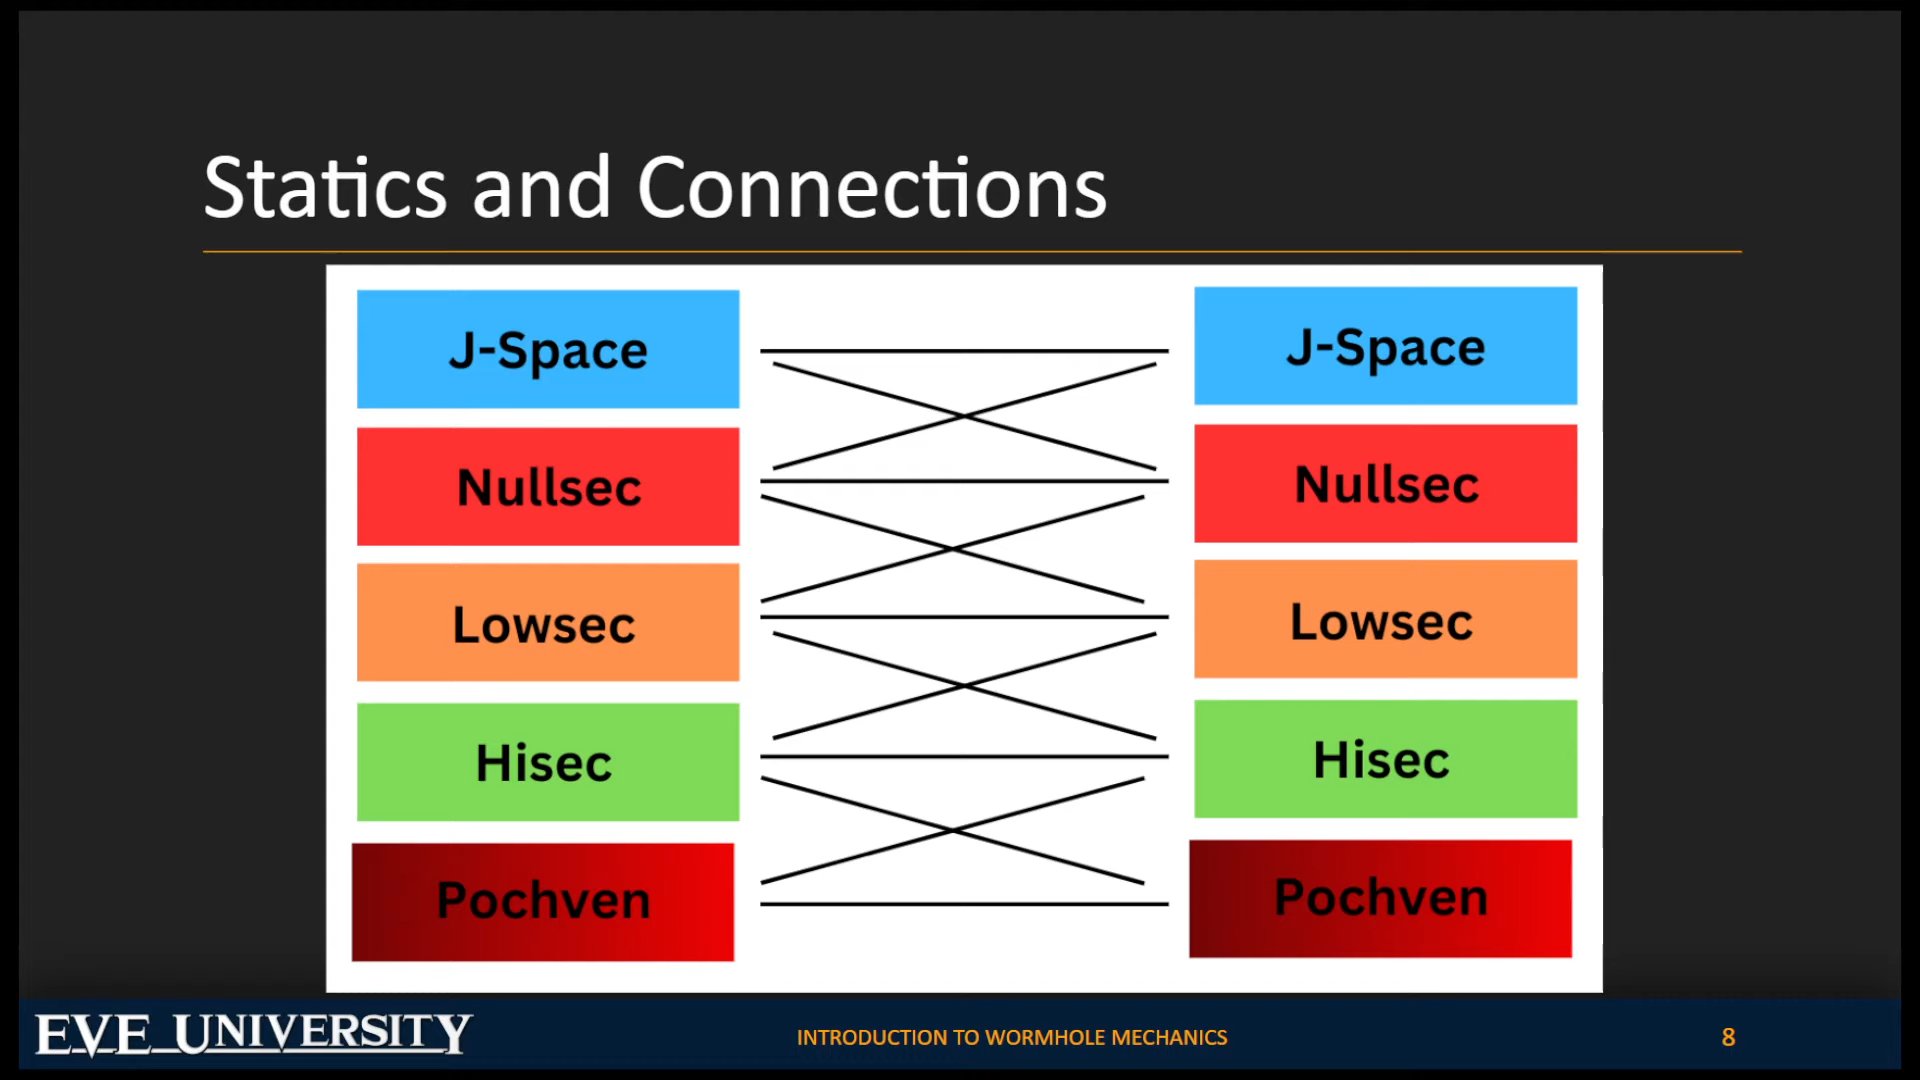 Statics and Connections
J-Space
J-Space
Nullsec
Nullsec
Lowsec
Lowsec
Hisec
Hisec
Pochven
Pochven
EVE UNIVERSITY
INTRODUCTION TO WORMHOLE MECHANICS
8